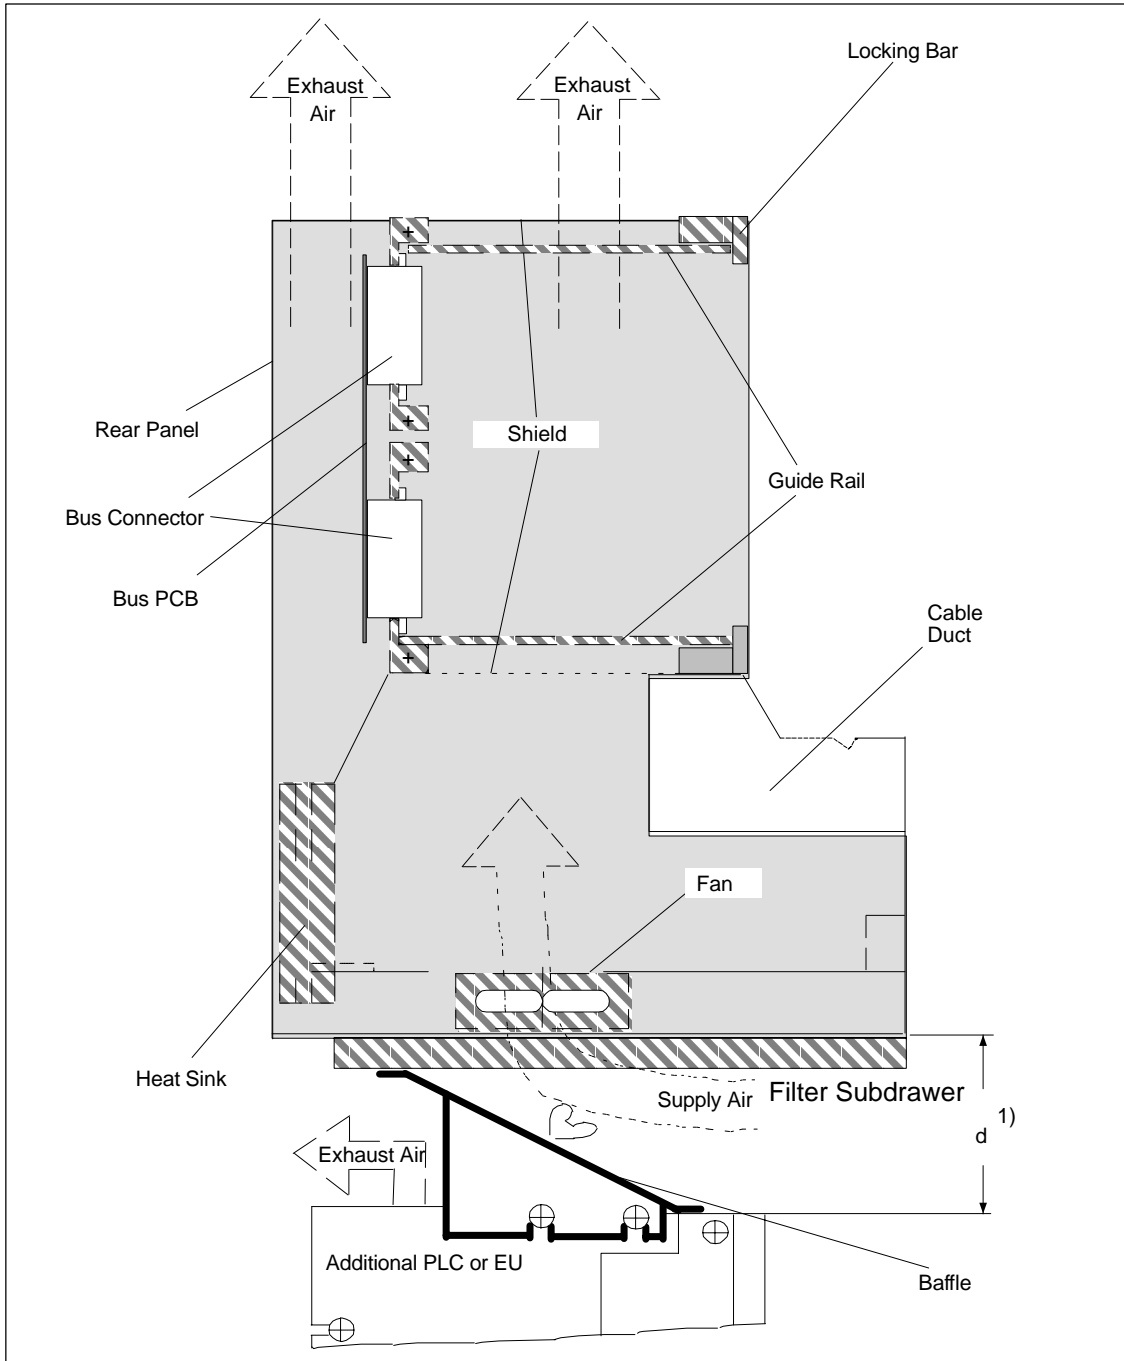 Exhaust
Air
Exhaust
Air
Locking Bar
Rear Panel
Shield
Guide Rail
Bus Connector
Bus PCB
Cable
Duct
Fan
Heat Sink
Supply Air
Filter Subdrawer
1)
d
Exhaust Air
Additional PLC or EU
Baffle